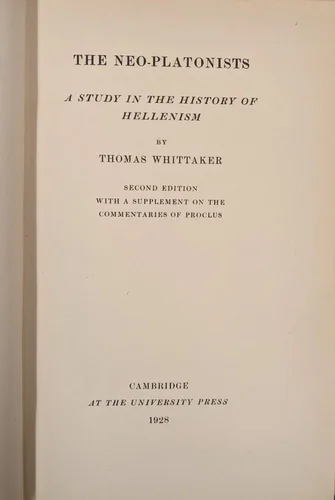 THE NEO-PLATONISTS
A STUDY IN THE HISTORY OF
HELLENISM
BY
THOMAS WHITTAKER
SECOND EDITION
WITH A SUPPLEMENT ON THE
COMMENTARIES OF PROCLUS
CAMBRIDGE
AT THE UNIVERSITY PRESS
1928